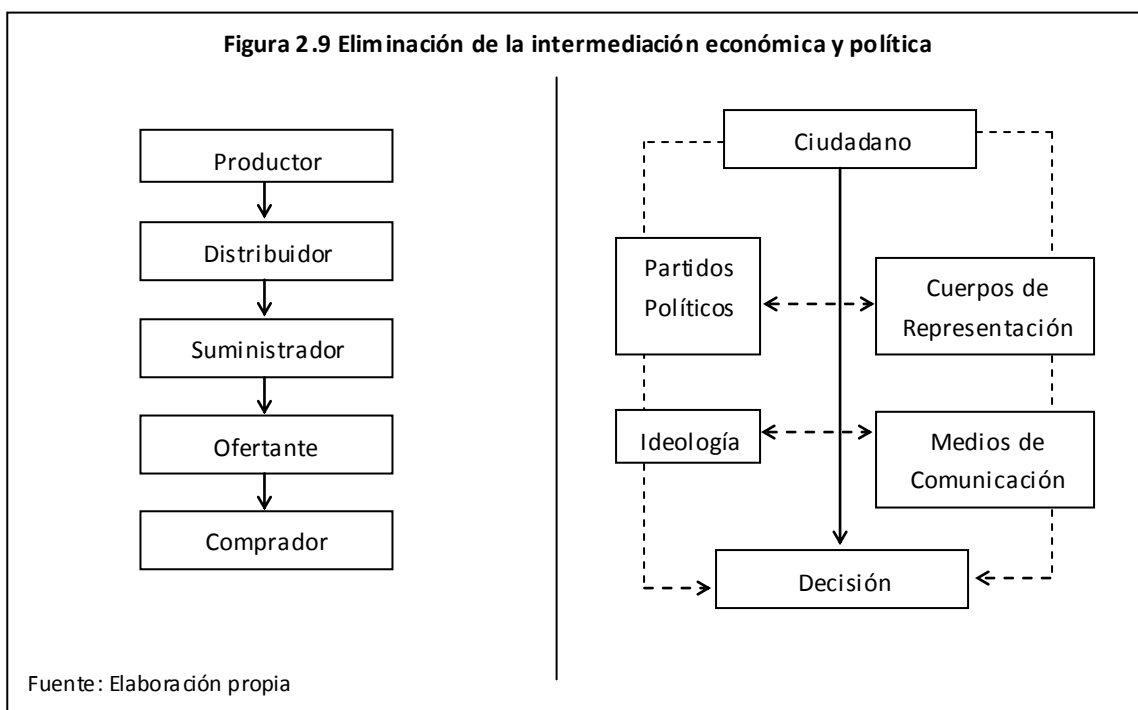 Figura 2.9 Eliminación de la intermediación económica y política
Productor
Distribuidor
Suministrador
Ofertante
Comprador
Ciudadano
Partidos
Políticos
Cuerpos de
Representación
Ideología
Medios de
Comunicación
Decisión
Fuente: Elaboración propia